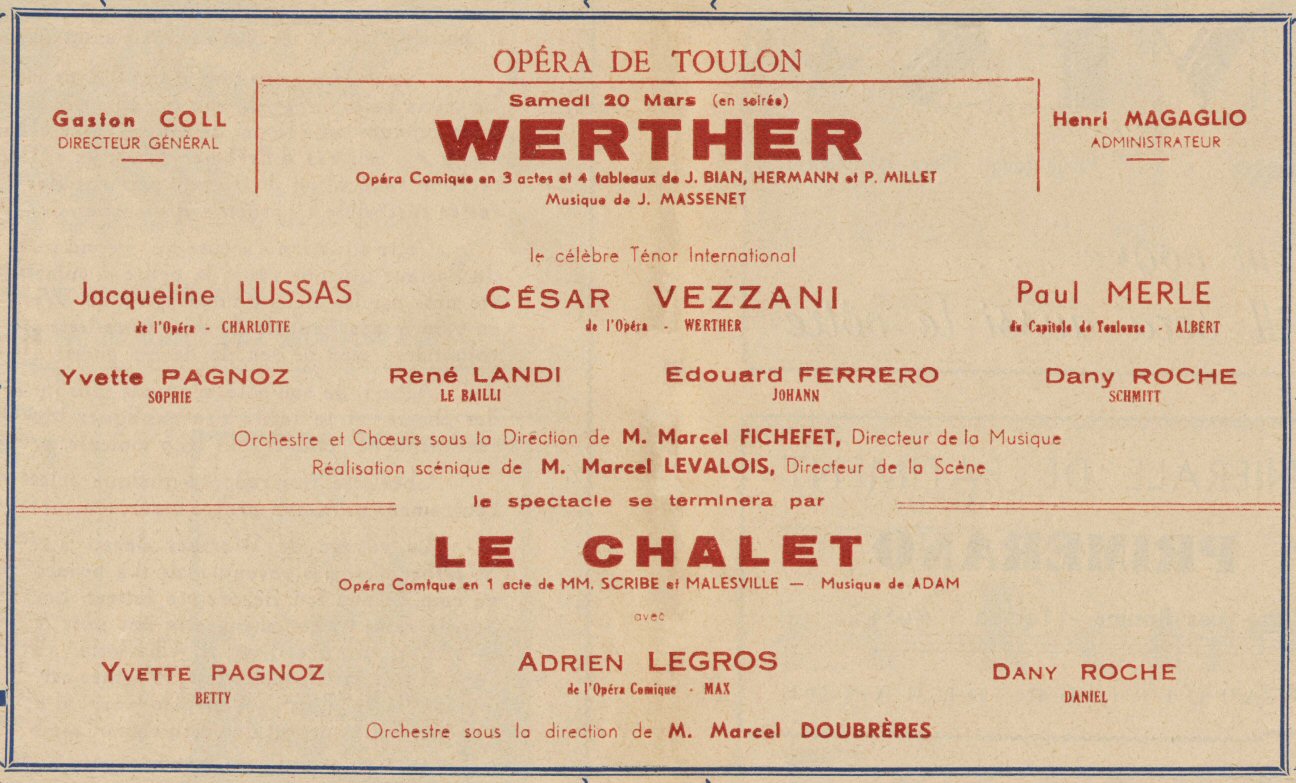 OPÉRA DE TOULON
Gaston COLL
DIRECTEUR GÉNÉRAL
Samedi 20 Mars (en soirée)
WERTHER
Opéra Comique en 3 actes et 4 tableaux de J. BIAN, HERMANN et P. MILLET
Musique de J. MASSENET
Henri MAGAGLIO
ADMINISTRATEUR
le célèbre Ténor International
Jacqueline LUSSAS
de l'Opéra - CHARLOTTE
CÉSAR VEZZANI
de l'Opéra - WERTHER
Paul MERLE
du Capitole de Toulouse - ALBERT
Yvette PAGNOZ
SOPHIE
René LANDI
LE BAILLI
Edouard FERRERO
JOHANN
Dany ROCHE
SCHMITT
Orchestre et Chœurs sous la Direction de M. Marcel FICHEFET, Directeur de la Musique
Réalisation scénique de M. Marcel LEVALOIS, Directeur de la Scène
le spectacle se terminera par
LE CHALET
Opéra Comique en 1 acte de MM. SCRIBE et MALESVILLE — Musique de ADAM
avec
YVETTE PAGNOZ
BETTY
ADRIEN LEGROS
de l'Opéra Comique - MAX
DANY ROCHE
DANIEL
Orchestre sous la direction de M. Marcel DOUBRÈRES